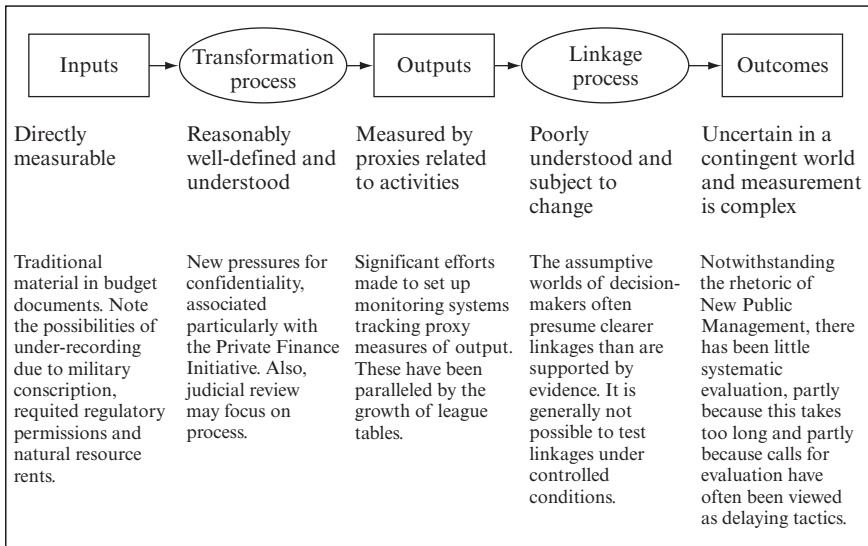 Inputs
Transformation
process
Outputs
Linkage
process
Outcomes
Directly
measurable
Reasonably
well-defined and
understood
Measured by
proxies related
to activities
Poorly
understood and
subject to
change
Uncertain in a
contingent world
and measurement
is complex
Traditional
material in budget
documents. Note
the possibilities of
under-recording
due to military
conscription,
requited regulatory
permissions and
natural resource
rents.
New pressures for
confidentiality,
associated
particularly with
the Private Finance
Initiative. Also,
judicial review
may focus on
process.
Significant efforts
made to set up
monitoring systems
tracking proxy
measures of output.
These have been
paralleled by the
growth of league
tables.
The assumptive
worlds of decision-
makers often
presume clearer
linkages than are
supported by
evidence. It is
generally not
possible to test
linkages under
controlled
conditions.
Notwithstanding
the rhetoric of
New Public
Management, there
has been little
systematic
evaluation, partly
because this takes
too long and partly
because calls for
evaluation have
often been viewed
as delaying tactics.